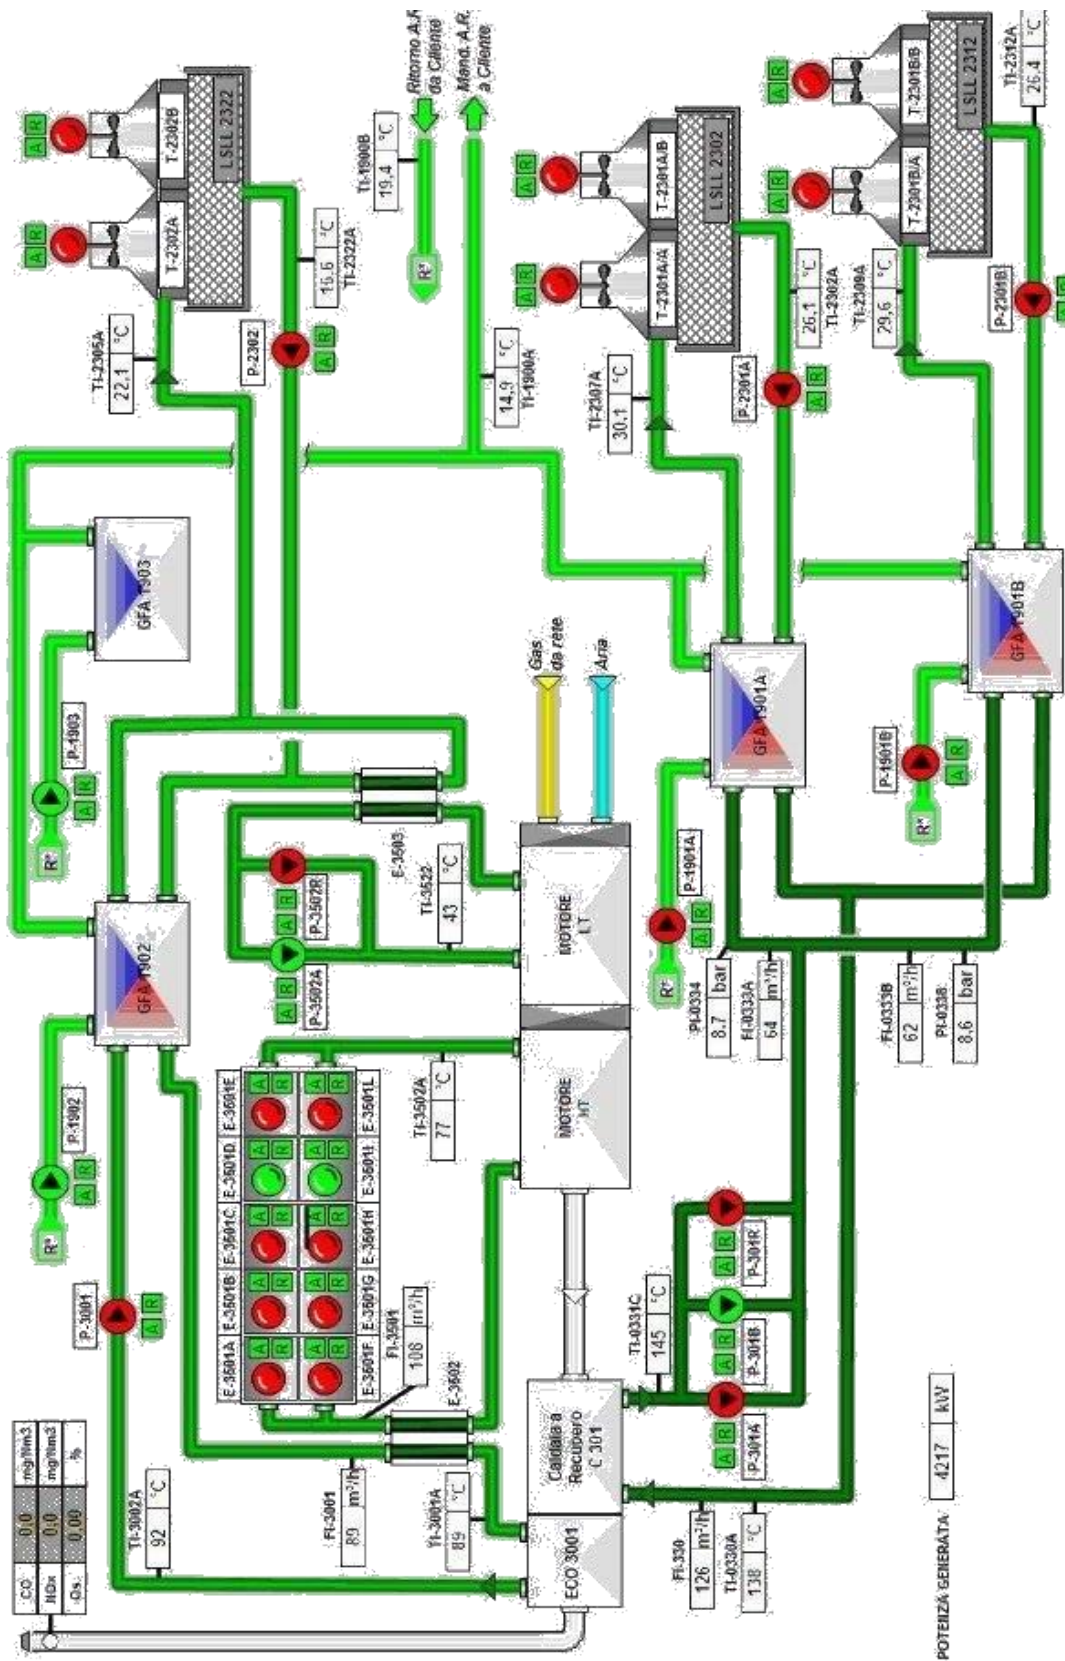 CO 0,0 mg/Nm3
NOx 0,0 mg/Nm3
0,00 %
TI-3002A
92 °C
P-3001
R*
P-1902
A R
GFA 1902
R*
P-1903
A R
GFA 1903
TI-2305A
22,1 °C
T-2302A
T-2302B
LSLL 2322
A R
A R
P-2302
A R
16,6 °C
TI-2322A
TI-1900B
19,4 °C
Ritorno A.R.
da Cliente
Mand. A.R.
a Cliente
R*
14,9 °C
TI-1900A
E-3501A
E-3501B
E-3501C
E-3501D
E-3501E
E-3501F
E-3501G
E-3501H
E-3501I
E-3501L
FI-3501
108 m³/h
E-3502
FI-3001
89 m³/h
TI-3001A
89 °C
TI-3502A
77 °C
P-3502A
A R
P-3502R
A R
TI-3522
43 °C
E-3503
ECO 3001
Caldaia a
Recupero
C 301
MOTORE
HT
MOTORE
LT
Gas
da rete
Aria
TI-2307A
30,1 °C
T-2301A/A
T-2301A/B
LSLL 2302
A R
A R
P-2301A
A R
26,1 °C
TI-2302A
TI-2309A
29,6 °C
T-2301B/A
T-2301B/B
LSLL 2312
A R
A R
TI-2312A
26,4 °C
P-2301B
GFA 1901A
GFA 1901B
R*
P-1901A
A R
R*
P-1901B
A R
PI-0334
8,7 bar
FI-0333A
64 m³/h
FI-0333B
62 m³/h
8,6 bar
TI-0331C
145 °C
A R
P-301A
A R
P-301B
A R
P-301R
FI-330
126 m³/h
TI-0330A
138 °C
POTENZA GENERATA
4217 kW